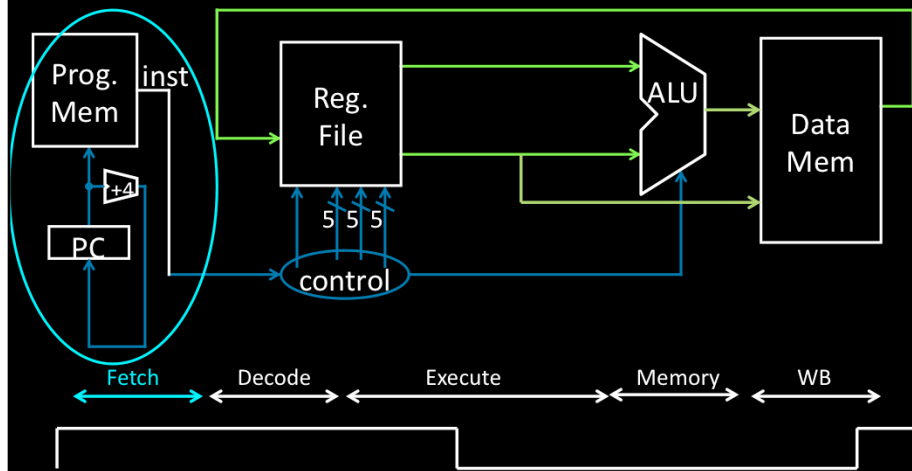 Prog.
Mem
inst
+4
PC
Reg.
File
5 5 5
control
ALU
Data
Mem
Fetch Decode Execute Memory WB